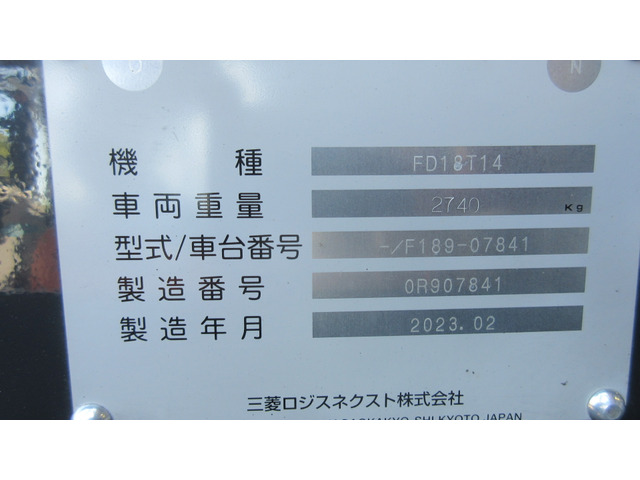 機種 FD18T14
車両重量 2740 Kg
型式/車台番号 -/F189-07841
製造番号 0R907841
製造年月 2023.02
三菱ロジスネクスト株式会社
KYOTO JAPAN